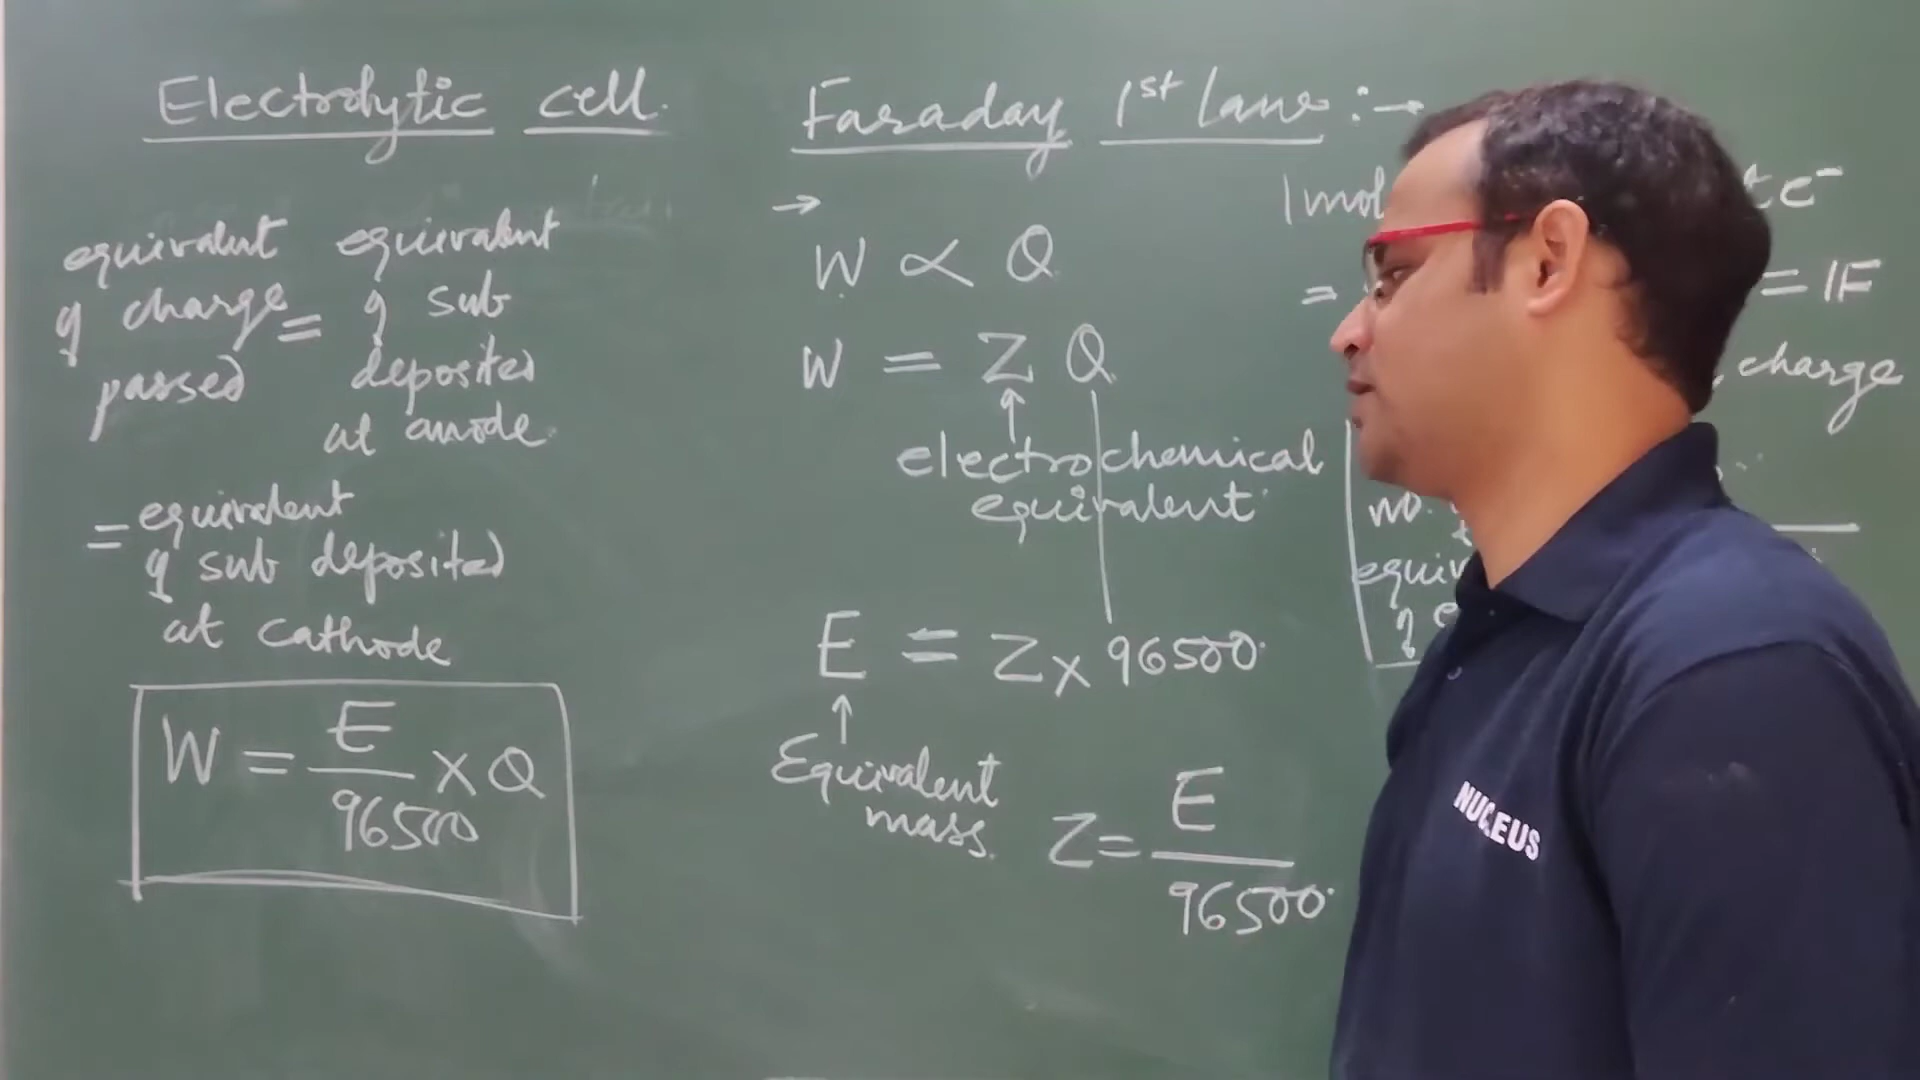 Electrolytic cell.
equivalent
of charge
passed
=
equivalent
of sub
deposited
at anode.
= equivalent
of sub deposited
at cathode
W = E / 96500 × Q
Faraday 1st law :→
→
W ∝ Q
W = Z Q
↑
electrochemical
equivalent
E = Z × 96500
↑
Equivalent
mass.
Z = E / 96500
1 mol e⁻
= = 1F
charge
no.
NUCLEUS